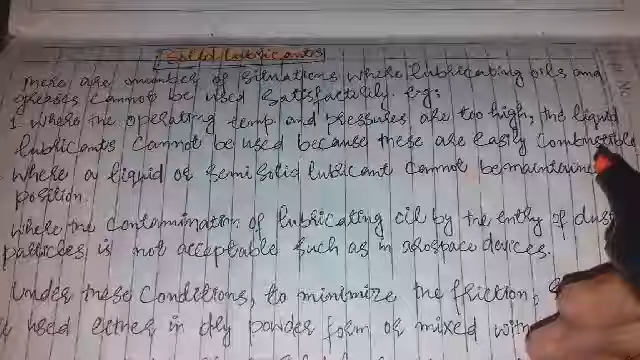 Solid Lubricants
There are number of situations where lubricating oils and
greases cannot be used satisfactorily. eg:
1. Where the operating temp and pressures are too high, the liquid
lubricants cannot be used because these are easily combustible
Where a liquid or semisolid lubricant cannot be maintained
position.
Where the contamination of lubricating oil by the entry of dust
particles is not acceptable such as in aerospace devices.
Under these conditions, to minimize the friction,
used either in dry powder form or mixed with